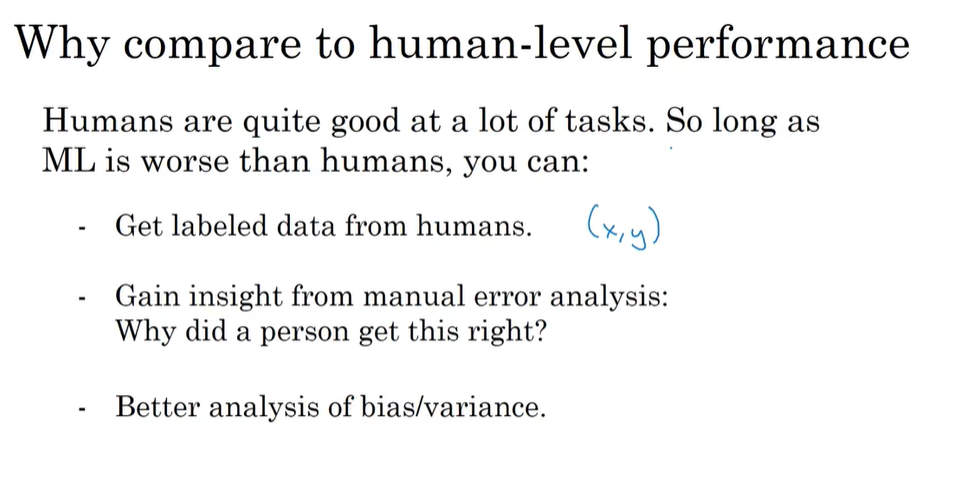 Why compare to human-level performance
Humans are quite good at a lot of tasks. So long as
ML is worse than humans, you can:
- Get labeled data from humans. (x,y)
- Gain insight from manual error analysis:
Why did a person get this right?
- Better analysis of bias/variance.